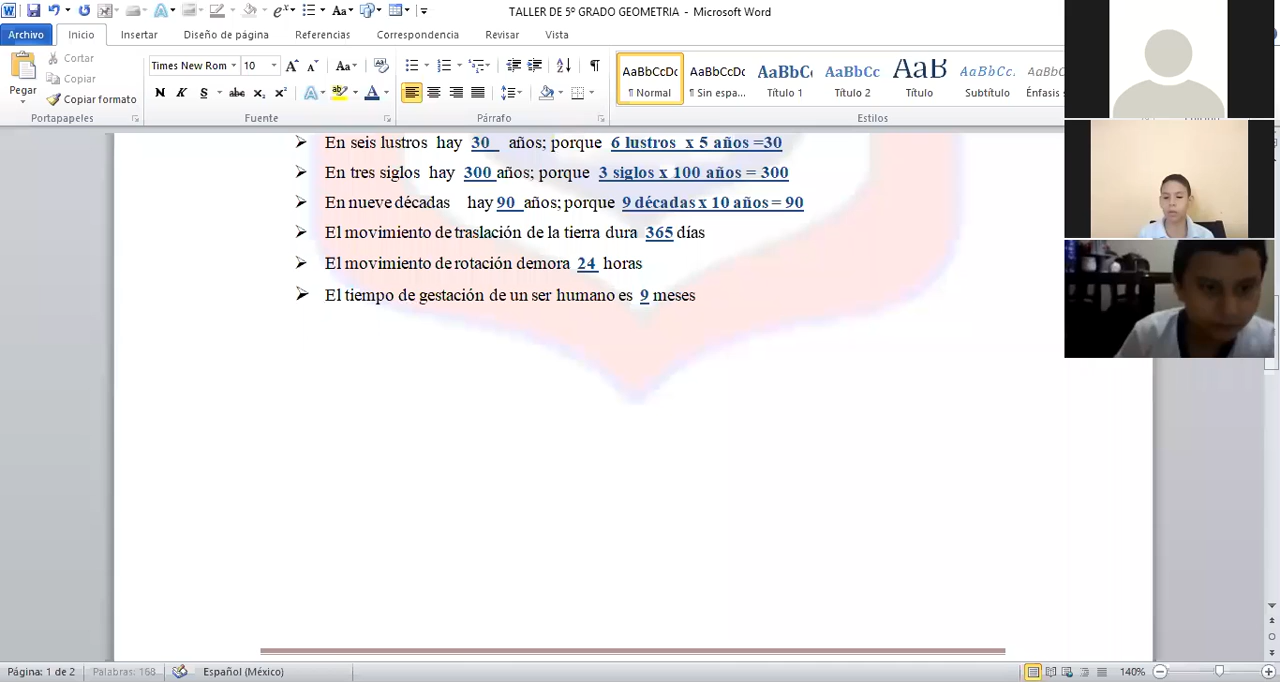 TALLER DE 5º GRADO GEOMETRIA - Microsoft Word
Archivo Inicio Insertar Diseño de página Referencias Correspondencia Revisar Vista
Pegar
Cortar
Copiar
Copiar formato
Portapapeles
Times New Rom 10
Fuente
Párrafo
AaBbCcDc AaBbCcDc AaBbC AaBbCc AaB AaBbCc. AaBbC
¶ Normal ¶ Sin espa... Título 1 Título 2 Título Subtítulo Énfasis
Estilos
➢ En seis lustros hay 30 años; porque 6 lustros x 5 años =30
➢ En tres siglos hay 300 años; porque 3 siglos x 100 años = 300
➢ En nueve décadas hay 90 años; porque 9 décadas x 10 años = 90
➢ El movimiento de traslación de la tierra dura 365 días
➢ El movimiento de rotación demora 24 horas
➢ El tiempo de gestación de un ser humano es 9 meses
Página: 1 de 2 Palabras: 168 Español (México) 140%